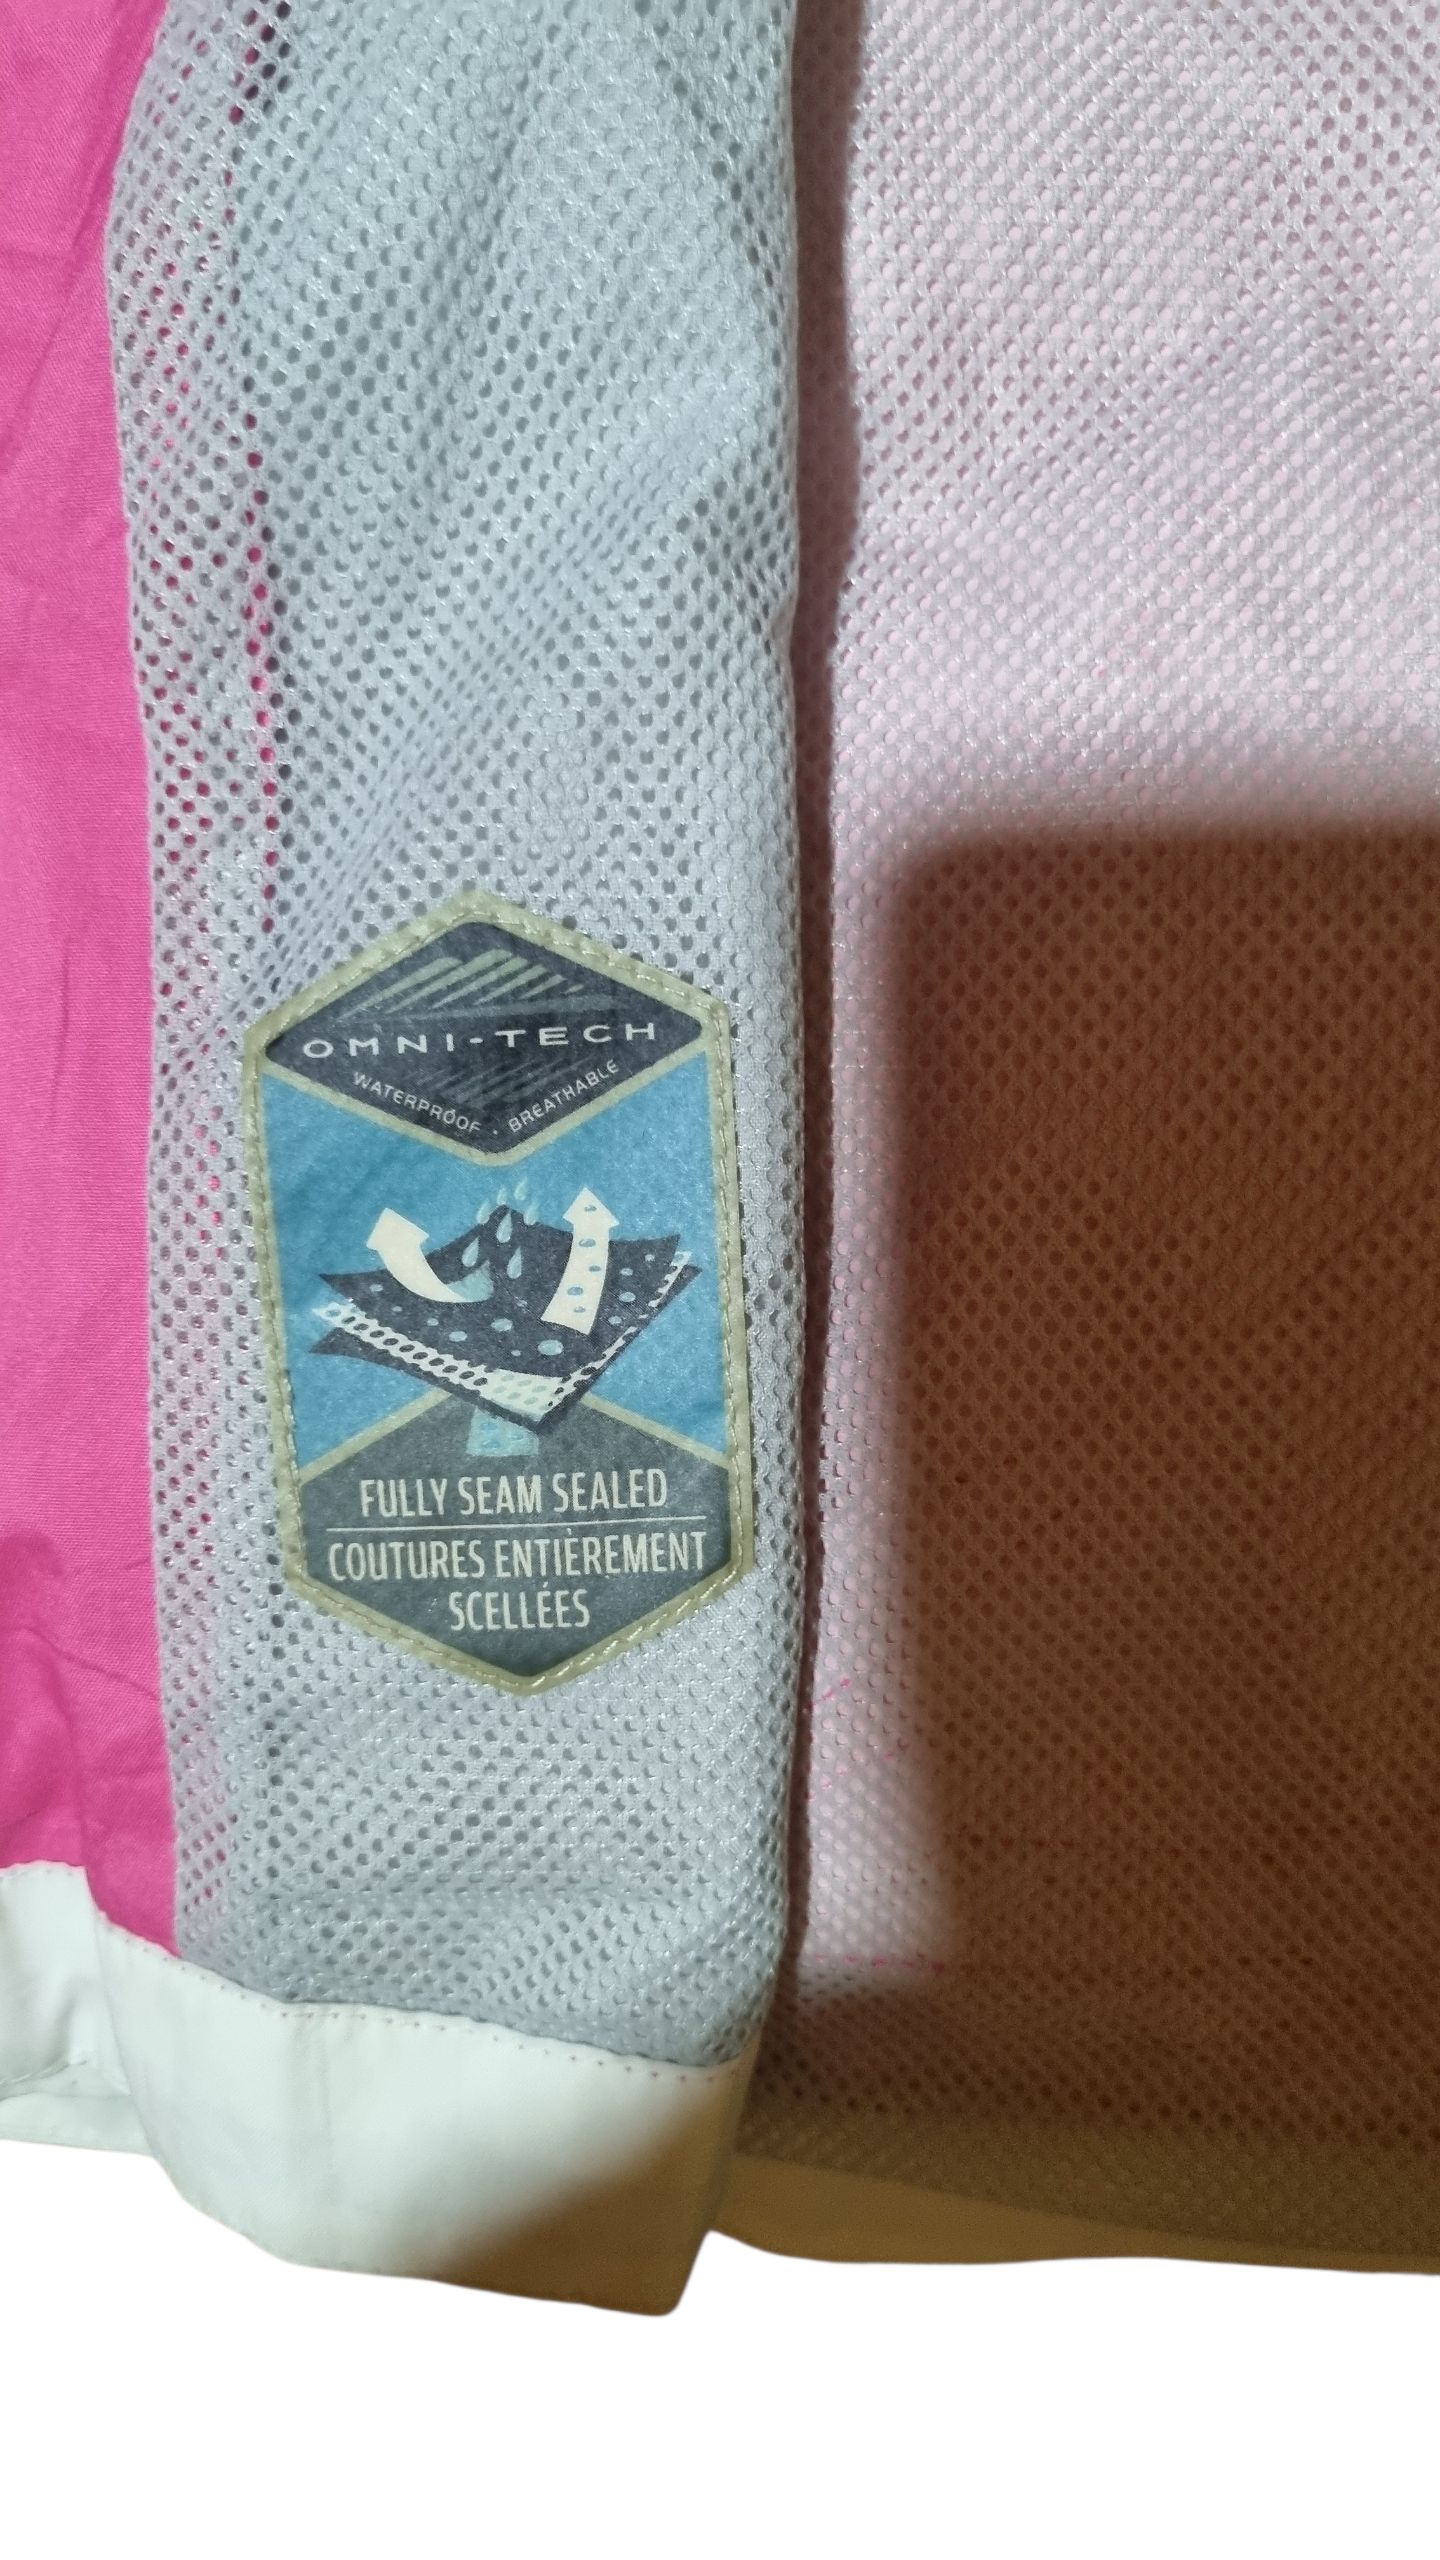 OMNI-TECH
WATERPROOF · BREATHABLE
FULLY SEAM SEALED
COUTURES ENTIÈREMENT
SCELLÉES